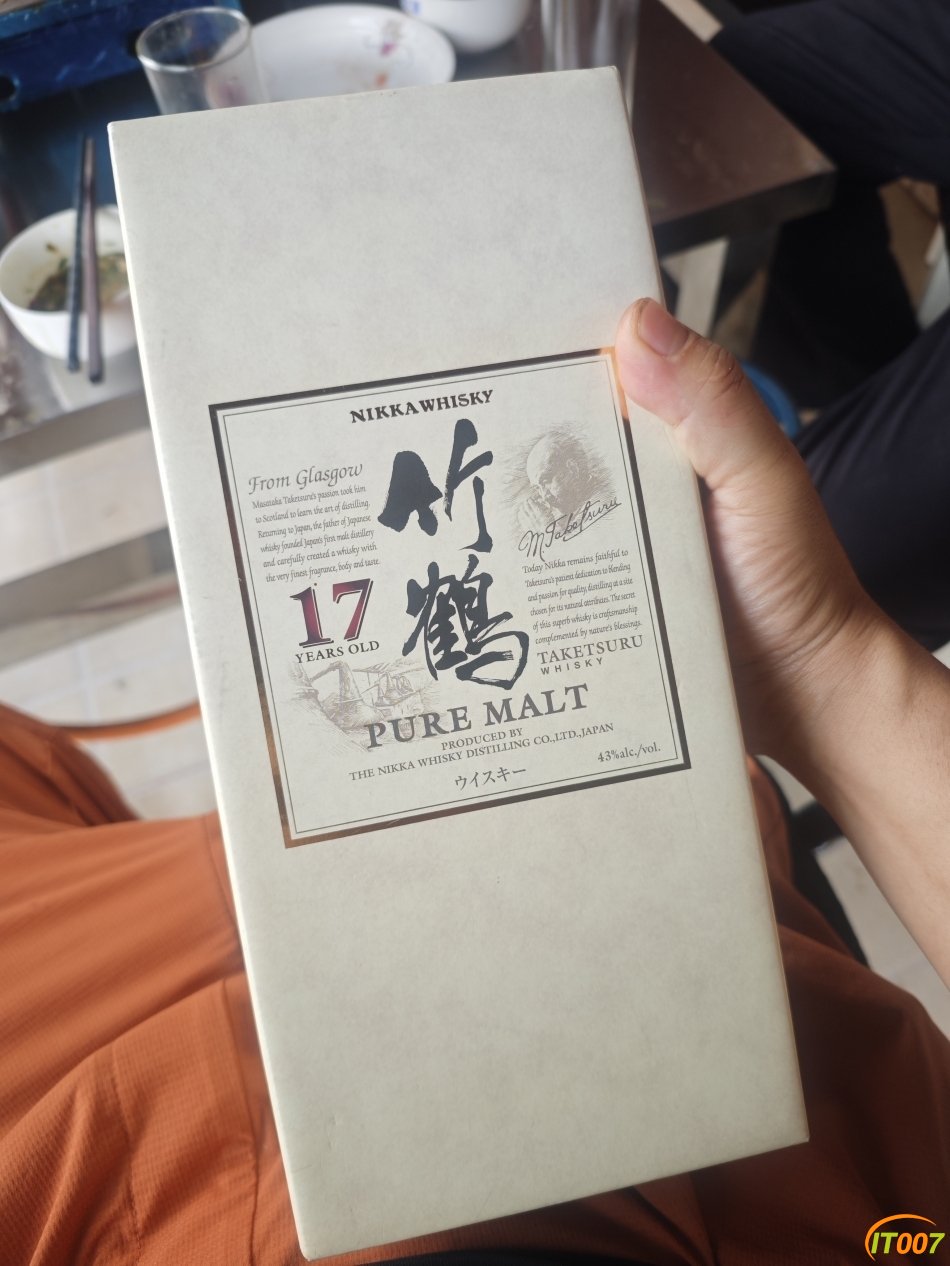 NIKKA WHISKY
竹鶴
From Glasgow
Masataka Taketsuru's passion took him
to Scotland to learn the art of distilling.
Returning to Japan, the father of Japanese
whisky founded Japan's first malt distillery
and carefully created a whisky with
the very finest fragrance, body and taste.
17
YEARS OLD
M.Taketsuru
Today Nikka remains faithful to
Taketsuru's patient dedication to blending
and passion for quality, distilling at a site
chosen for its natural attributes. The secret
of this superb whisky is craftsmanship
complemented by nature's blessings.
TAKETSURU
WHISKY
PURE MALT
PRODUCED BY
THE NIKKA WHISKY DISTILLING CO.,LTD.,JAPAN
ウイスキー
43%alc./vol.
IT007